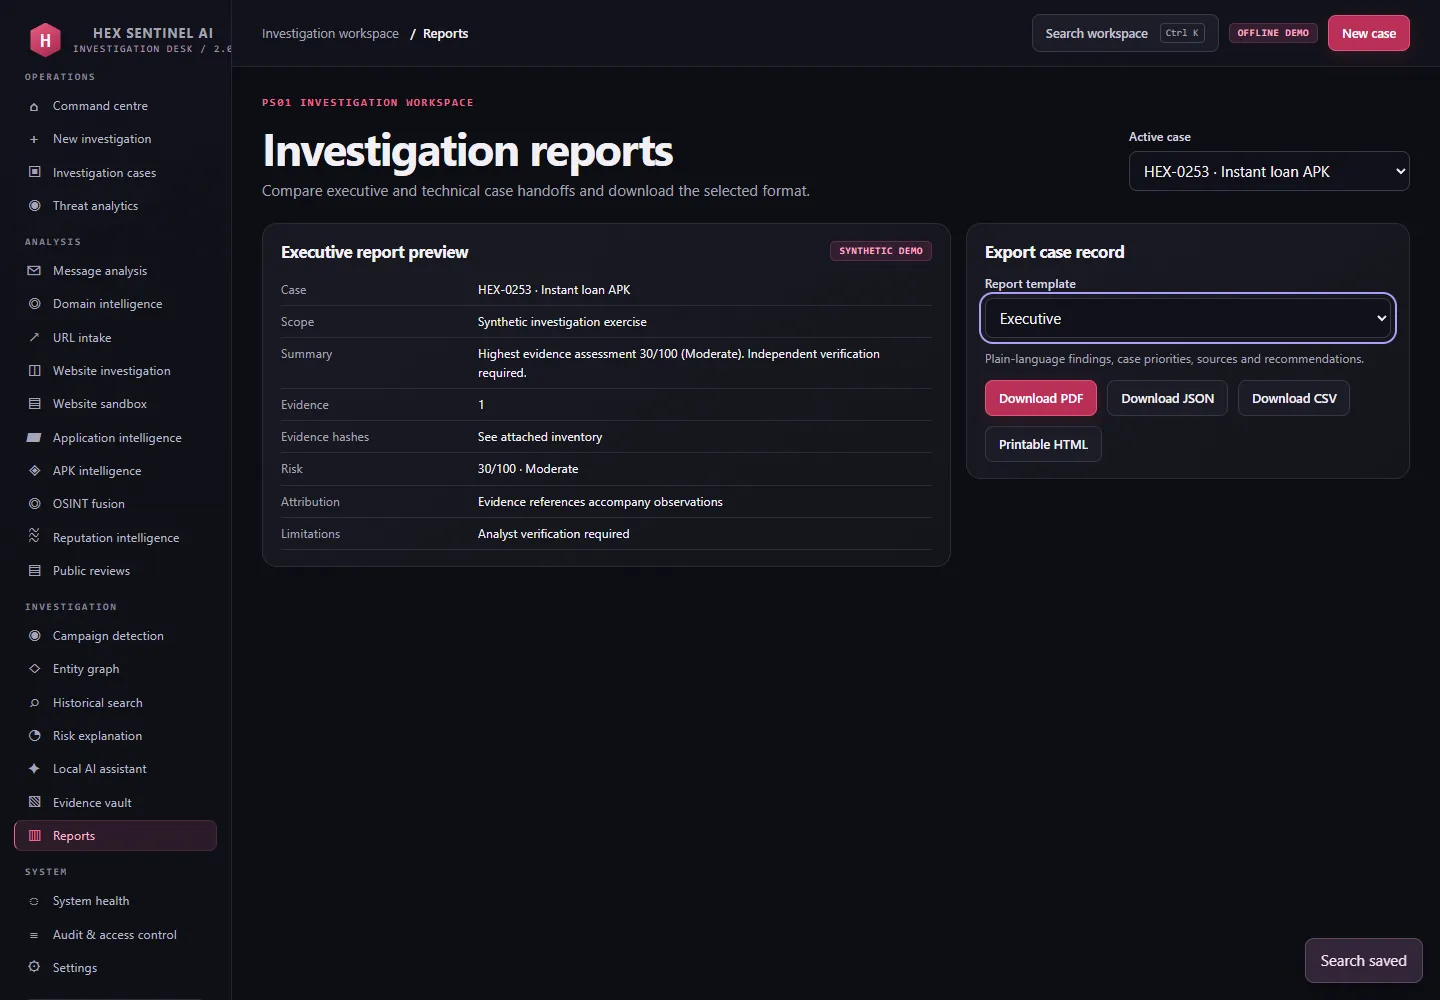 H
HEX SENTINEL AI
INVESTIGATION DESK / 2.0
OPERATIONS
Command centre
New investigation
Investigation cases
Threat analytics
ANALYSIS
Message analysis
Domain intelligence
URL intake
Website investigation
Website sandbox
Application intelligence
APK intelligence
OSINT fusion
Reputation intelligence
Public reviews
INVESTIGATION
Campaign detection
Entity graph
Historical search
Risk explanation
Local AI assistant
Evidence vault
Reports
SYSTEM
System health
Audit & access control
Settings
Investigation workspace / Reports
Search workspace Ctrl K
OFFLINE DEMO
New case
PS01 INVESTIGATION WORKSPACE
Investigation reports
Compare executive and technical case handoffs and download the selected format.
Active case
HEX-0253 · Instant loan APK
Executive report preview
SYNTHETIC DEMO
Case HEX-0253 · Instant loan APK
Scope Synthetic investigation exercise
Summary Highest evidence assessment 30/100 (Moderate). Independent verification
required.
Evidence 1
Evidence hashes See attached inventory
Risk 30/100 · Moderate
Attribution Evidence references accompany observations
Limitations Analyst verification required
Export case record
Report template
Executive
Plain-language findings, case priorities, sources and recommendations.
Download PDF
Download JSON
Download CSV
Printable HTML
Search saved